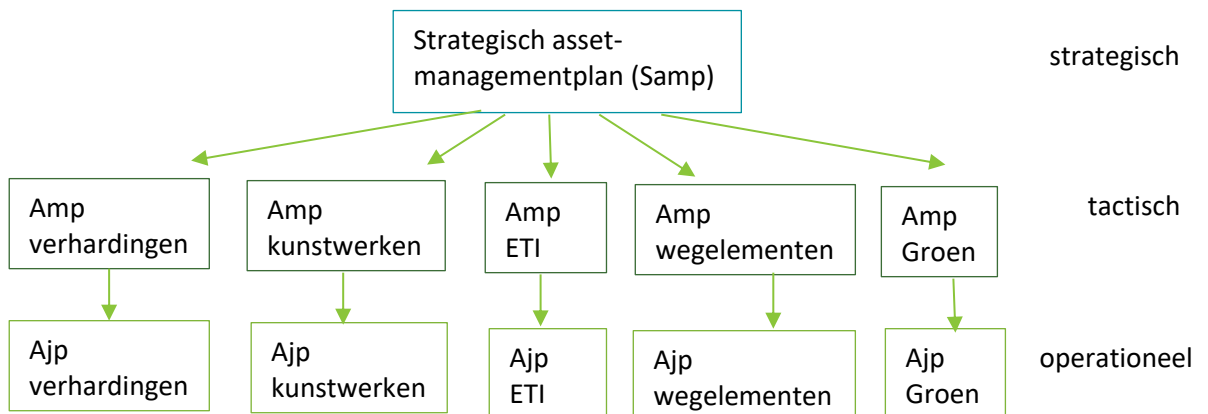 Strategisch asset-
managementplan (Samp)
strategisch
Amp
verhardingen
Amp
kunstwerken
Amp
ETI
Amp
wegelementen
Amp
Groen
tactisch
Ajp
verhardingen
Ajp
kunstwerken
Ajp
ETI
Ajp
wegelementen
Ajp
Groen
operationeel